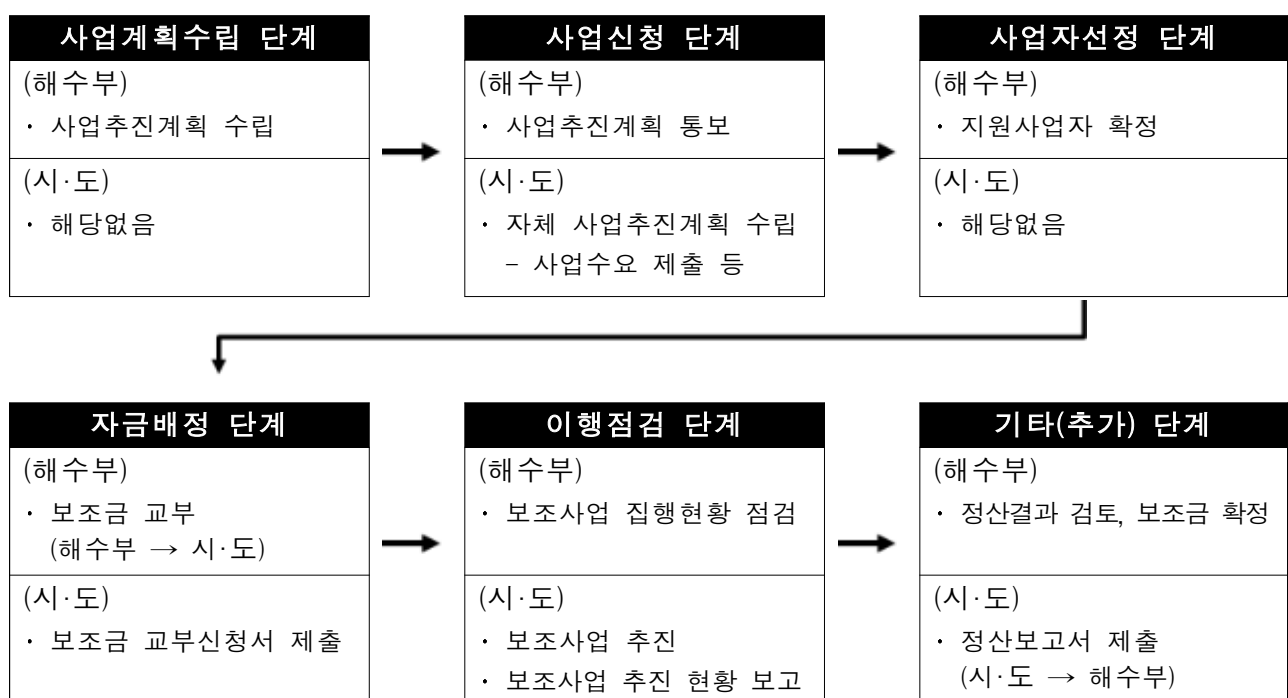 사업계획수립 단계
(해수부)
· 사업추진계획 수립
(시·도)
· 해당없음
사업신청 단계
(해수부)
· 사업추진계획 통보
(시·도)
· 자체 사업추진계획 수립
– 사업수요 제출 등
사업자선정 단계
(해수부)
· 지원사업자 확정
(시·도)
· 해당없음
자금배정 단계
(해수부)
· 보조금 교부
(해수부 → 시·도)
(시·도)
· 보조금 교부신청서 제출
이행점검 단계
(해수부)
· 보조사업 집행현황 점검
(시·도)
· 보조사업 추진
· 보조사업 추진 현황 보고
기타(추가) 단계
(해수부)
· 정산결과 검토, 보조금 확정
(시·도)
· 정산보고서 제출
(시·도 → 해수부)